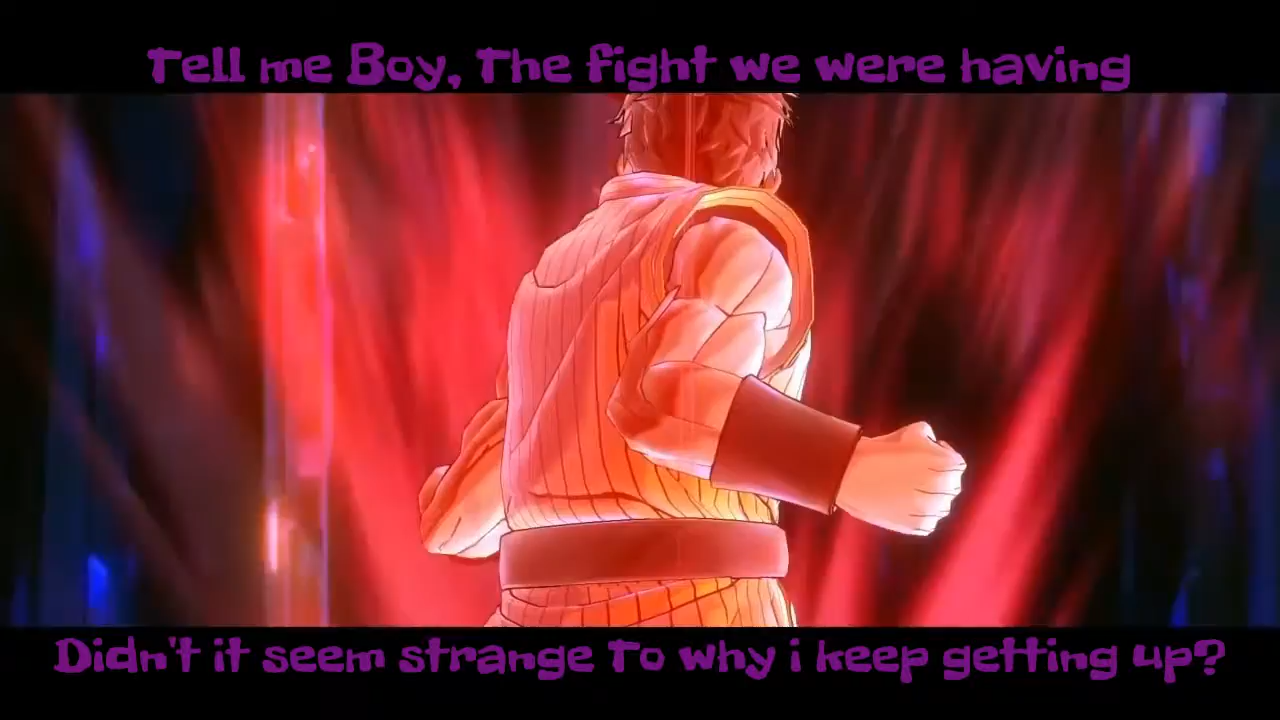 Tell me Boy, The fight we were having
Didn't it seem strange To why i keep getting up?